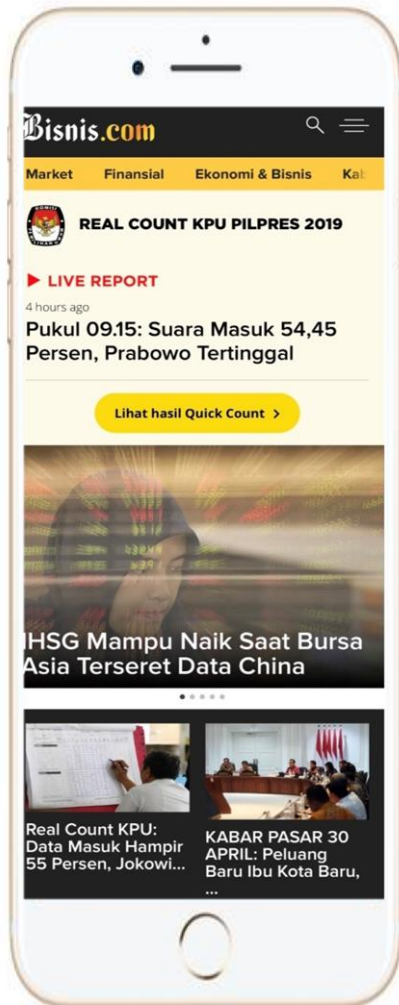 Bisnis.com
Market Finansial Ekonomi & Bisnis Kab
REAL COUNT KPU PILPRES 2019
LIVE REPORT
4 hours ago
Pukul 09.15: Suara Masuk 54,45
Persen, Prabowo Tertinggal
Lihat hasil Quick Count >
IHSG Mampu Naik Saat Bursa
Asia Terseret Data China
Real Count KPU:
Data Masuk Hampir
55 Persen, Jokowi...
KABAR PASAR 30
APRIL: Peluang
Baru Ibu Kota Baru,
...